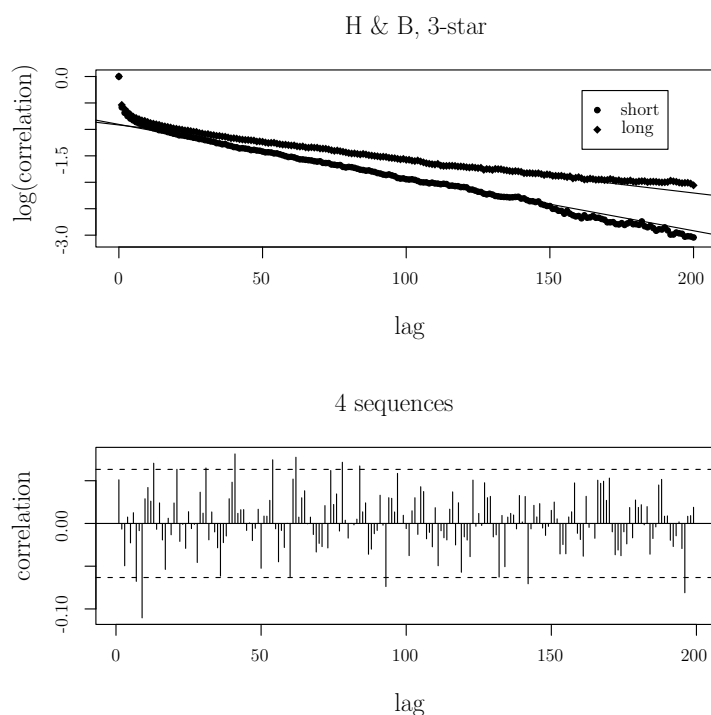 H & B, 3-star
log(correlation)
0.0
-1.5
-3.0
short
long
0
50
100
150
200
lag
4 sequences
correlation
0.00
-0.10
0
50
100
150
200
lag